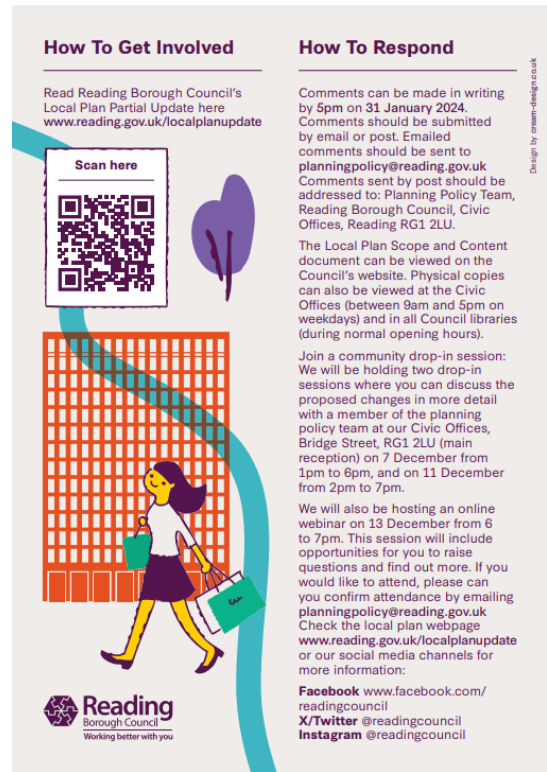 How To Get Involved
Read Reading Borough Council's
Local Plan Partial Update here
www.reading.gov.uk/localplanupdate
Scan here
Reading
Borough Council
Working better with you
How To Respond
Comments can be made in writing
by 5pm on 31 January 2024.
Comments should be submitted
by email or post. Emailed
comments should be sent to
planningpolicy@reading.gov.uk
Comments sent by post should be
addressed to: Planning Policy Team,
Reading Borough Council, Civic
Offices, Reading RG1 2LU.
The Local Plan Scope and Content
document can be viewed on the
Council's website. Physical copies
can also be viewed at the Civic
Offices (between 9am and 5pm on
weekdays) and in all Council libraries
(during normal opening hours).
Join a community drop-in session:
We will be holding two drop-in
sessions where you can discuss the
proposed changes in more detail
with a member of the planning
policy team at our Civic Offices,
Bridge Street, RG1 2LU (main
reception) on 7 December from
1pm to 6pm, and on 11 December
from 2pm to 7pm.
We will also be hosting an online
webinar on 13 December from 6
to 7pm. This session will include
opportunities for you to raise
questions and find out more. If you
would like to attend, please can
you confirm attendance by emailing
planningpolicy@reading.gov.uk
Check the local plan webpage
www.reading.gov.uk/localplanupdate
or our social media channels for
more information:
Facebook www.facebook.com/
readingcouncil
X/Twitter @readingcouncil
Instagram @readingcouncil
Design by cream-design.co.uk